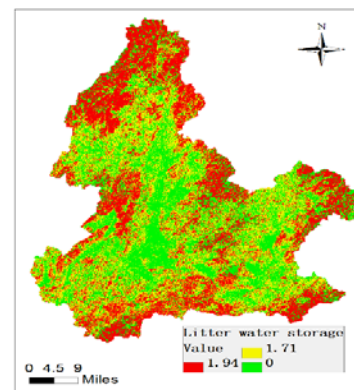 N
Litter water storage
Value 1.71
1.94 0
0 4.5 9
Miles